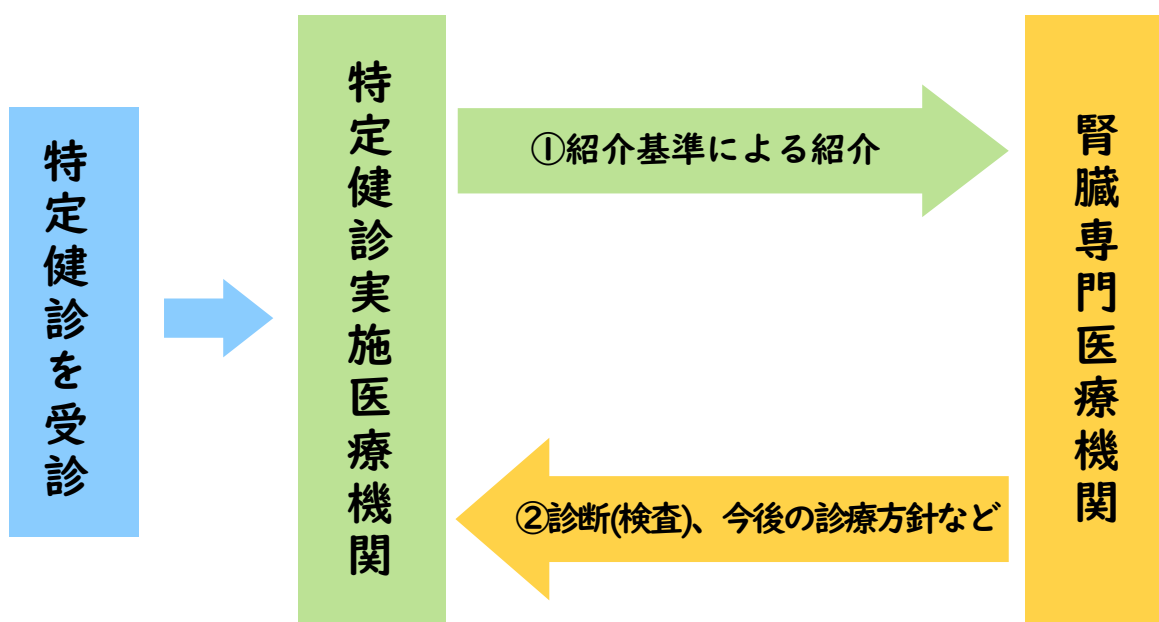 特定健診を受診
特定健診実施医療機関
①紹介基準による紹介
②診断(検査)、今後の診療方針など
腎臓専門医療機関